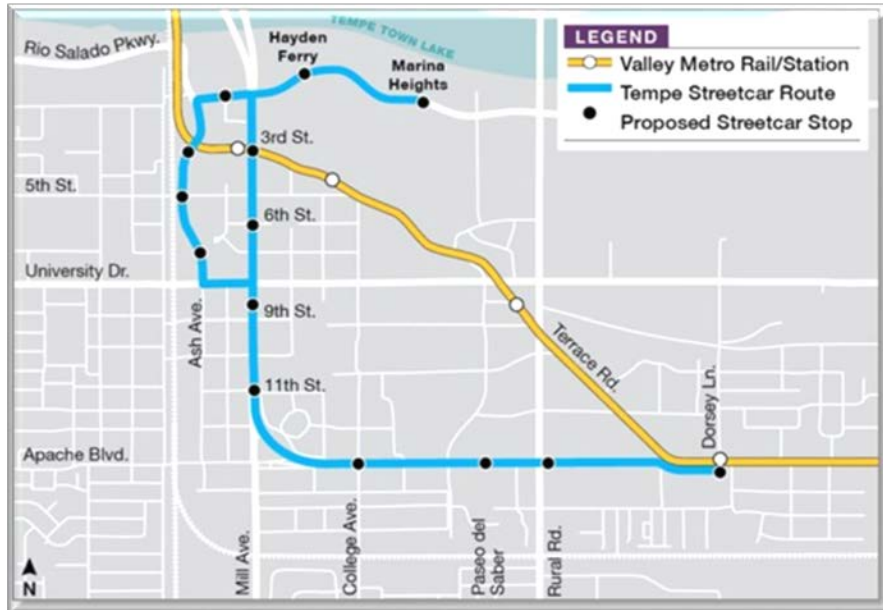 Rio Salado Pkwy.
Hayden
Ferry
TEMPE TOWN LAKE
Marina
Heights
LEGEND
Valley Metro Rail/Station
Tempe Streetcar Route
Proposed Streetcar Stop
3rd St.
5th St.
6th St.
University Dr.
9th St.
Ash Ave.
Terrace Rd.
11th St.
Dorsey Ln.
Apache Blvd.
Mill Ave.
College Ave.
Paseo del
Saber
Rural Rd.
N